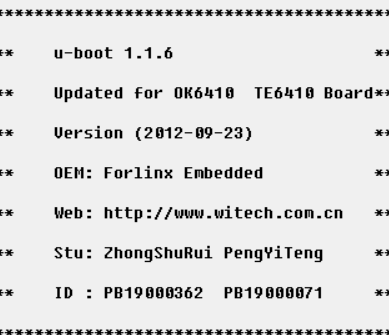 ******************************************
**    u-boot 1.1.6                      **
**    Updated for OK6410  TE6410 Board**
**    Version (2012-09-23)              **
**    OEM: Forlinx Embedded             **
**    Web: http://www.witech.com.cn     **
**    Stu: ZhongShuRui PengYiTeng       **
**    ID : PB19000362  PB19000071       **
******************************************